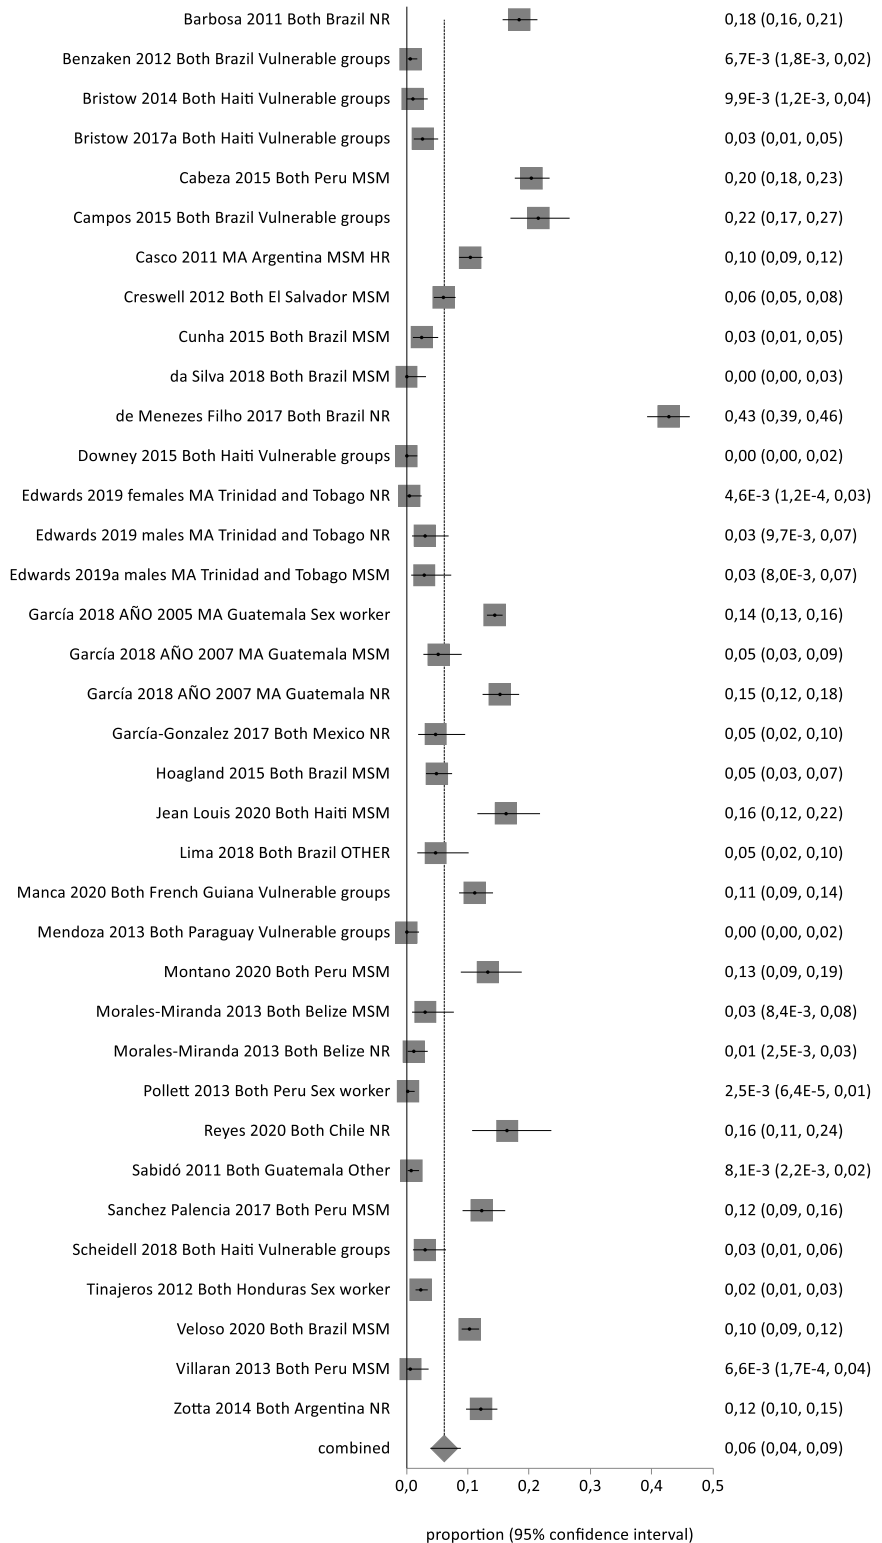 Barbosa 2011 Both Brazil NR 0,18 (0,16, 0,21)
Benzaken 2012 Both Brazil Vulnerable groups 6,7E-3 (1,8E-3, 0,02)
Bristow 2014 Both Haiti Vulnerable groups 9,9E-3 (1,2E-3, 0,04)
Bristow 2017a Both Haiti Vulnerable groups 0,03 (0,01, 0,05)
Cabeza 2015 Both Peru MSM 0,20 (0,18, 0,23)
Campos 2015 Both Brazil Vulnerable groups 0,22 (0,17, 0,27)
Casco 2011 MA Argentina MSM HR 0,10 (0,09, 0,12)
Creswell 2012 Both El Salvador MSM 0,06 (0,05, 0,08)
Cunha 2015 Both Brazil MSM 0,03 (0,01, 0,05)
da Silva 2018 Both Brazil MSM 0,00 (0,00, 0,03)
de Menezes Filho 2017 Both Brazil NR 0,43 (0,39, 0,46)
Downey 2015 Both Haiti Vulnerable groups 0,00 (0,00, 0,02)
Edwards 2019 females MA Trinidad and Tobago NR 4,6E-3 (1,2E-4, 0,03)
Edwards 2019 males MA Trinidad and Tobago NR 0,03 (9,7E-3, 0,07)
Edwards 2019a males MA Trinidad and Tobago MSM 0,03 (8,0E-3, 0,07)
García 2018 AÑO 2005 MA Guatemala Sex worker 0,14 (0,13, 0,16)
García 2018 AÑO 2007 MA Guatemala MSM 0,05 (0,03, 0,09)
García 2018 AÑO 2007 MA Guatemala NR 0,15 (0,12, 0,18)
García-Gonzalez 2017 Both Mexico NR 0,05 (0,02, 0,10)
Hoagland 2015 Both Brazil MSM 0,05 (0,03, 0,07)
Jean Louis 2020 Both Haiti MSM 0,16 (0,12, 0,22)
Lima 2018 Both Brazil OTHER 0,05 (0,02, 0,10)
Manca 2020 Both French Guiana Vulnerable groups 0,11 (0,09, 0,14)
Mendoza 2013 Both Paraguay Vulnerable groups 0,00 (0,00, 0,02)
Montano 2020 Both Peru MSM 0,13 (0,09, 0,19)
Morales-Miranda 2013 Both Belize MSM 0,03 (8,4E-3, 0,08)
Morales-Miranda 2013 Both Belize NR 0,01 (2,5E-3, 0,03)
Pollett 2013 Both Peru Sex worker 2,5E-3 (6,4E-5, 0,01)
Reyes 2020 Both Chile NR 0,16 (0,11, 0,24)
Sabidó 2011 Both Guatemala Other 8,1E-3 (2,2E-3, 0,02)
Sanchez Palencia 2017 Both Peru MSM 0,12 (0,09, 0,16)
Scheidell 2018 Both Haiti Vulnerable groups 0,03 (0,01, 0,06)
Tinajeros 2012 Both Honduras Sex worker 0,02 (0,01, 0,03)
Veloso 2020 Both Brazil MSM 0,10 (0,09, 0,12)
Villaran 2013 Both Peru MSM 6,6E-3 (1,7E-4, 0,04)
Zotta 2014 Both Argentina NR 0,12 (0,10, 0,15)
combined 0,06 (0,04, 0,09)
0,0 0,1 0,2 0,3 0,4 0,5
proportion (95% confidence interval)